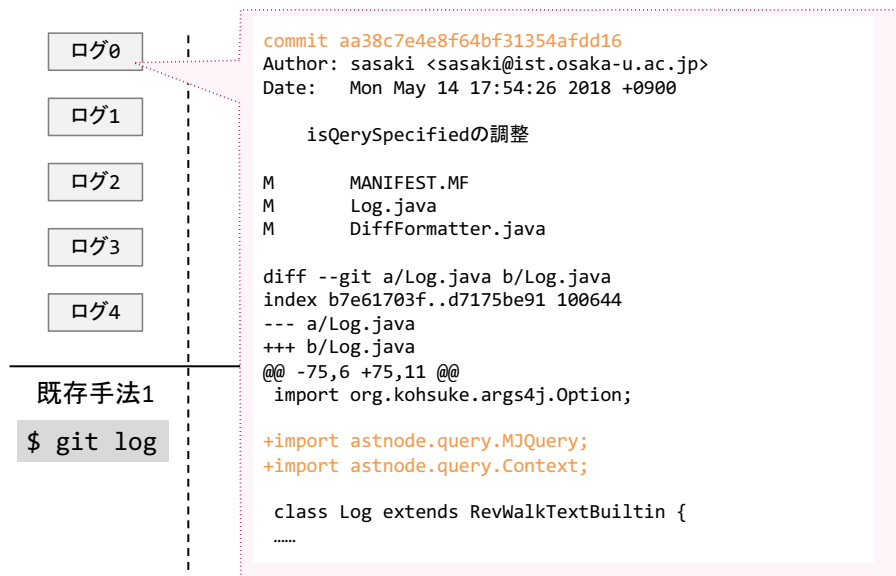 ログ0
ログ1
ログ2
ログ3
ログ4
既存手法1
$ git log
commit aa38c7e4e8f64bf31354afdd16
Author: sasaki <sasaki@ist.osaka-u.ac.jp>
Date:   Mon May 14 17:54:26 2018 +0900
isQerySpecifiedの調整
M       MANIFEST.MF
M       Log.java
M       DiffFormatter.java
diff --git a/Log.java b/Log.java
index b7e61703f..d7175be91 100644
--- a/Log.java
+++ b/Log.java
@@ -75,6 +75,11 @@
import org.kohsuke.args4j.Option;
+import astnode.query.MJQuery;
+import astnode.query.Context;
class Log extends RevWalkTextBuiltin {
……